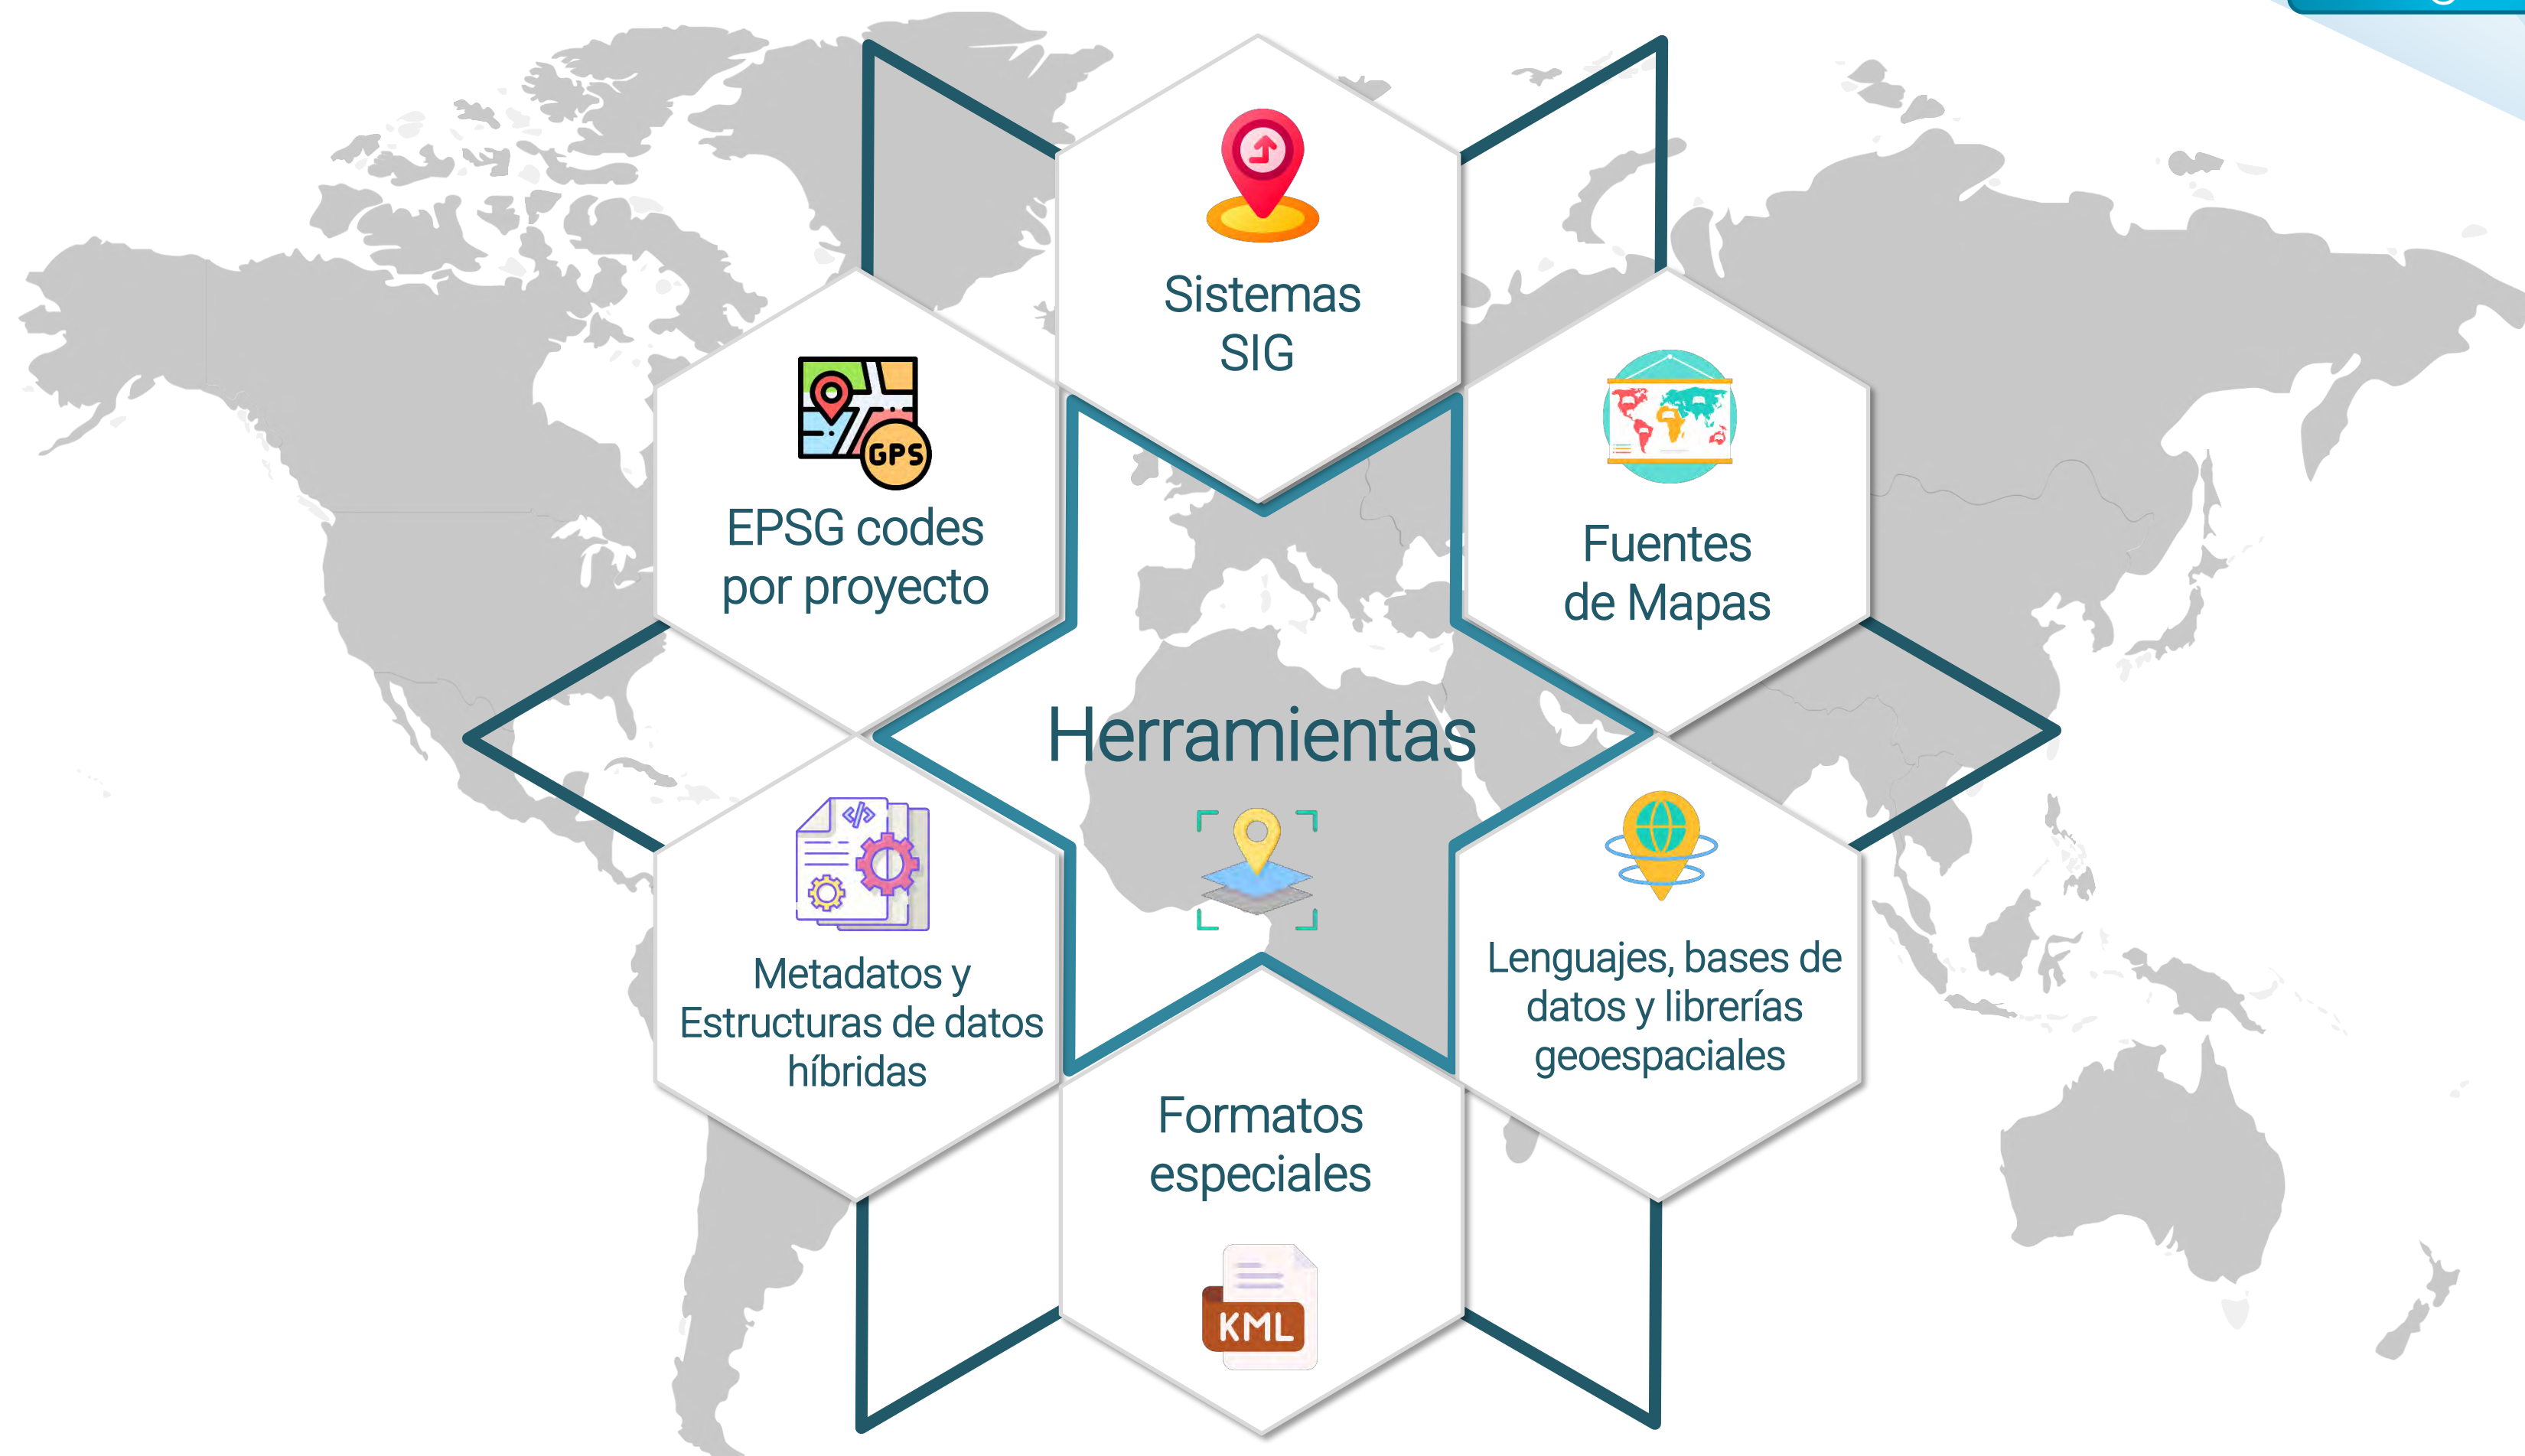 Sistemas
SIG
GPS
EPSG codes
por proyecto
Fuentes
de Mapas
Herramientas
Metadatos y
Estructuras de datos
híbridas
Lenguajes, bases de
datos y librerías
geoespaciales
Formatos
especiales
KML